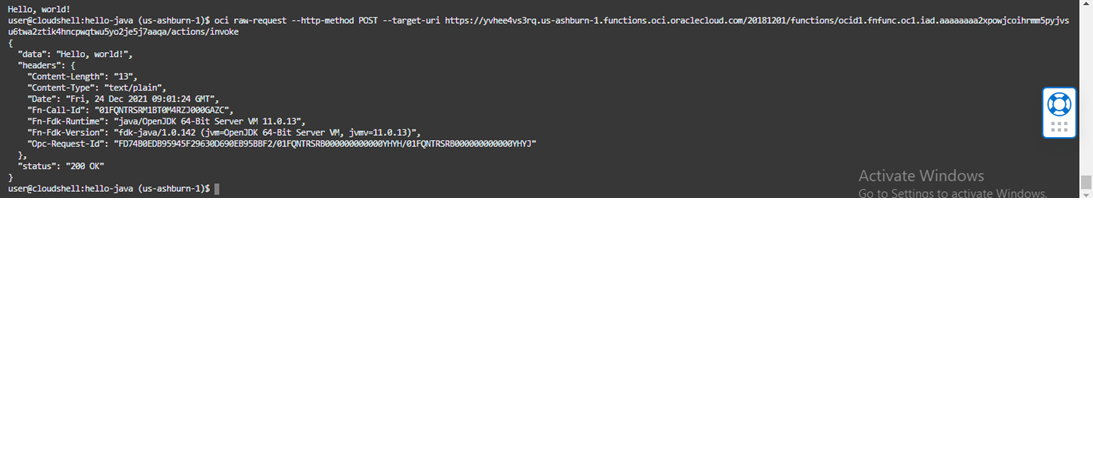 Hello, world!
user@cloudshell:hello-java (us-ashburn-1)$ oci raw-request --http-method POST --target-uri https://yvhee4vs3rq.us-ashburn-1.functions.oci.oraclecloud.com/20181201/functions/ocid1.fnfunc.oc1.iad.aaaaaaaa2xpowjcoihrmm5pyjvs
u6twa2ztik4hncpwqtwu5yo2je5j7aaqa/actions/invoke
{
  "data": "Hello, world!",
  "headers": {
    "Content-Length": "13",
    "Content-Type": "text/plain",
    "Date": "Fri, 24 Dec 2021 09:01:24 GMT",
    "Fn-Call-Id": "01FQNTRSRM1BT0M4RZJ000GAZC",
    "Fn-Fdk-Runtime": "java/OpenJDK 64-Bit Server VM 11.0.13",
    "Fn-Fdk-Version": "fdk-java/1.0.142 (jvm=OpenJDK 64-Bit Server VM, jvmv=11.0.13)",
    "Opc-Request-Id": "FD74B0EDB95945F29630D690EB95BBF2/01FQNTRSRB000000000000YHYH/01FQNTRSRB000000000000YHYJ"
  },
  "status": "200 OK"
}
user@cloudshell:hello-java (us-ashburn-1)$
Activate Windows
Go to Settings to activate Windows.